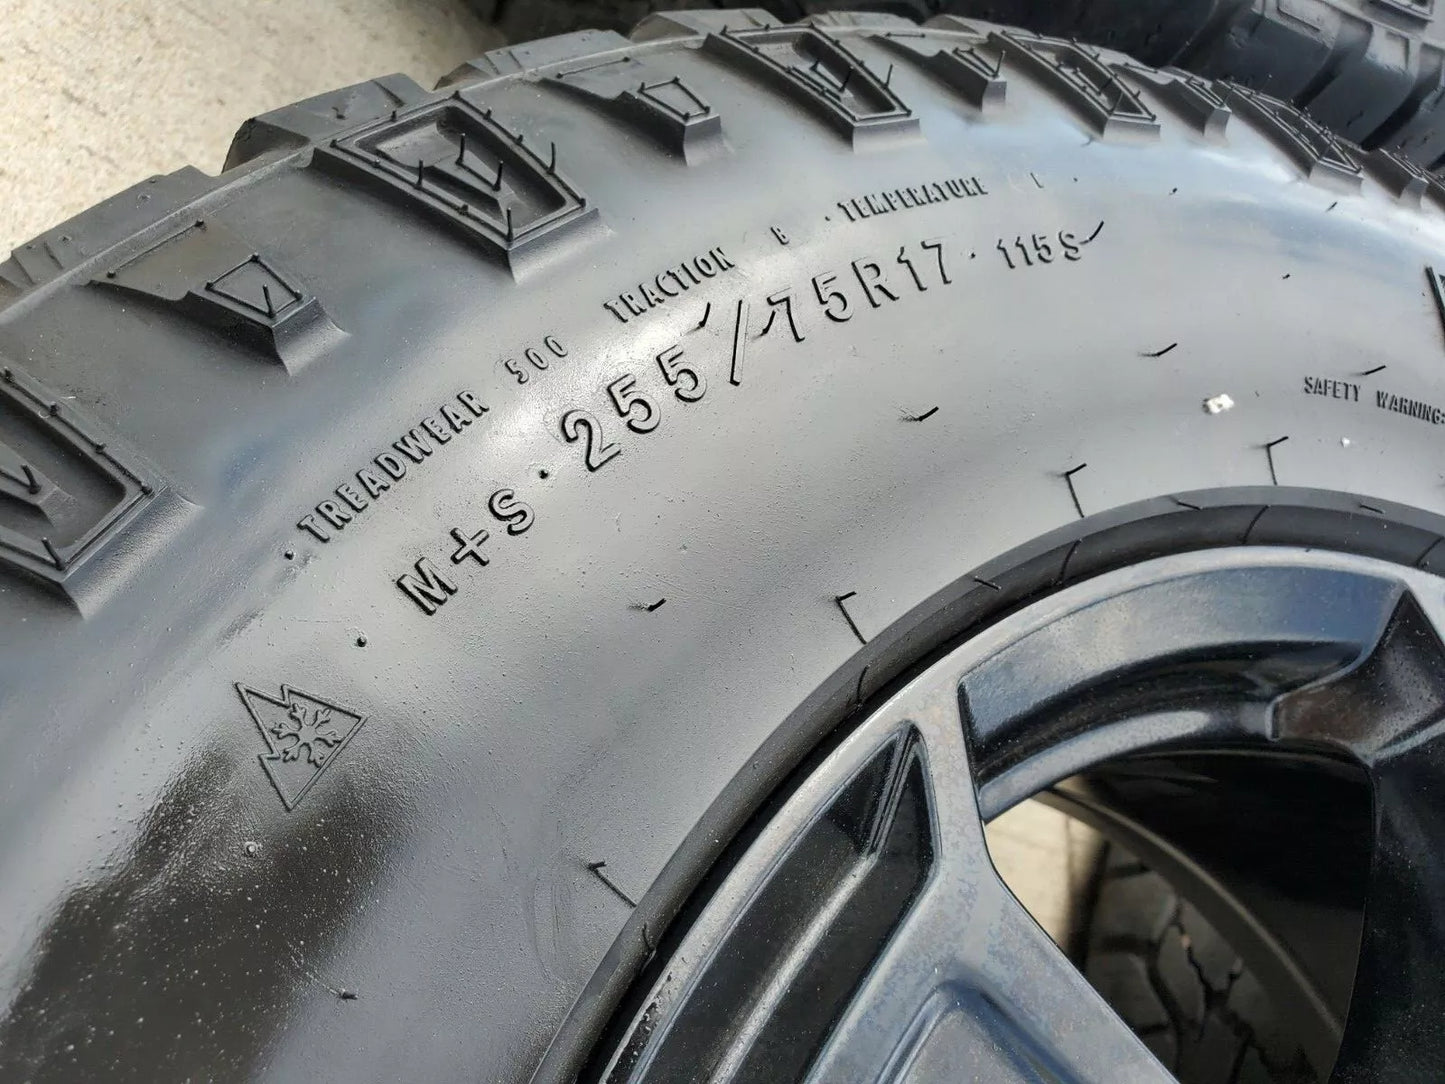 TREADWEAR 500 TRACTION B TEMPERATURE
M+S · 255/75R17 · 115S
SAFETY WARNING: